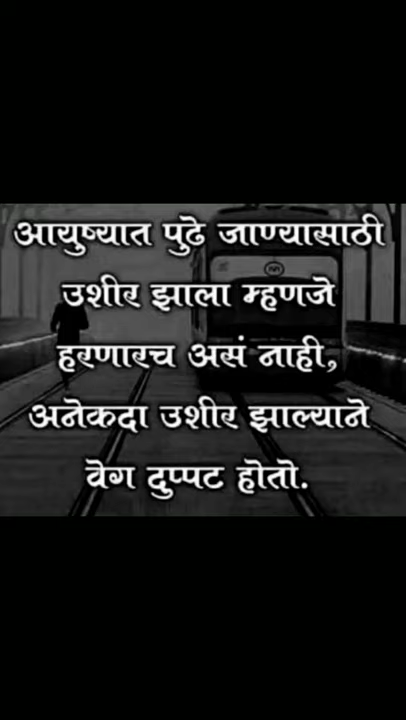 आयुष्यात पुढे जाण्यासाठी
उशीर झाला म्हणजे
हरणारच असं नाही,
अनेकदा उशीर झाल्याने
वेग दुप्पट होतो.